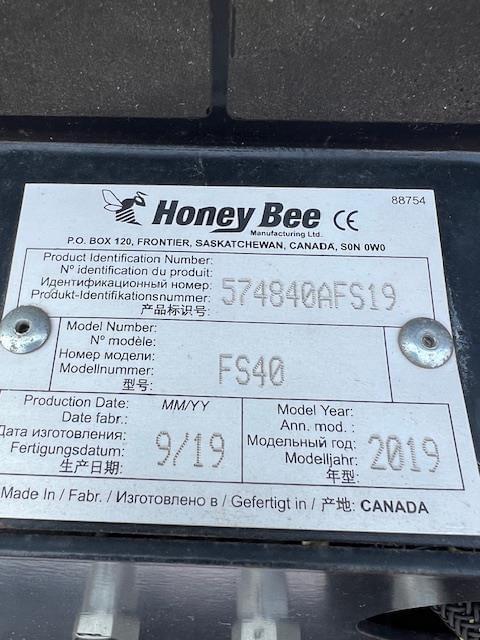 88754
Honey Bee CE
Manufacturing Ltd.
P.O. BOX 120, FRONTIER, SASKATCHEWAN, CANADA, S0N 0W0
Product Identification Number:
Nº identification du produit:
Идентификационный номер:
Produkt-Identifikationsnummer:
产品标识号:
574840AFS19
Model Number:
Nº modèle:
Номер модели:
Modellnummer:
型号:
FS40
Production Date:
Date fabr.:
Дата изготовления:
Fertigungsdatum:
生产日期:
MM/YY
9/19
Model Year:
Ann. mod.:
Модельный год:
Modelljahr:
年型:
2019
Made In / Fabr. / Изготовлено в / Gefertigt in / 产地: CANADA